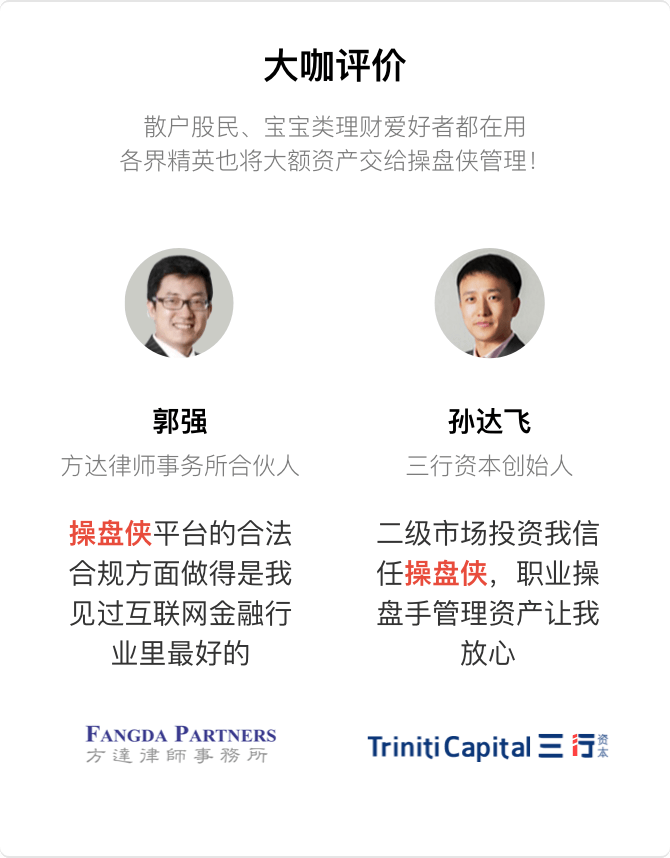 大咖评价
散户股民、宝宝类理财爱好者都在用
各界精英也将大额资产交给操盘侠管理！
郭强
方达律师事务所合伙人
操盘侠平台的合法
合规方面做得是我
见过互联网金融行
业里最好的
FANGDA PARTNERS
方達律師事務所
孙达飞
三行资本创始人
二级市场投资我信
任操盘侠，职业操
盘手管理资产让我
放心
Triniti Capital 三行资本